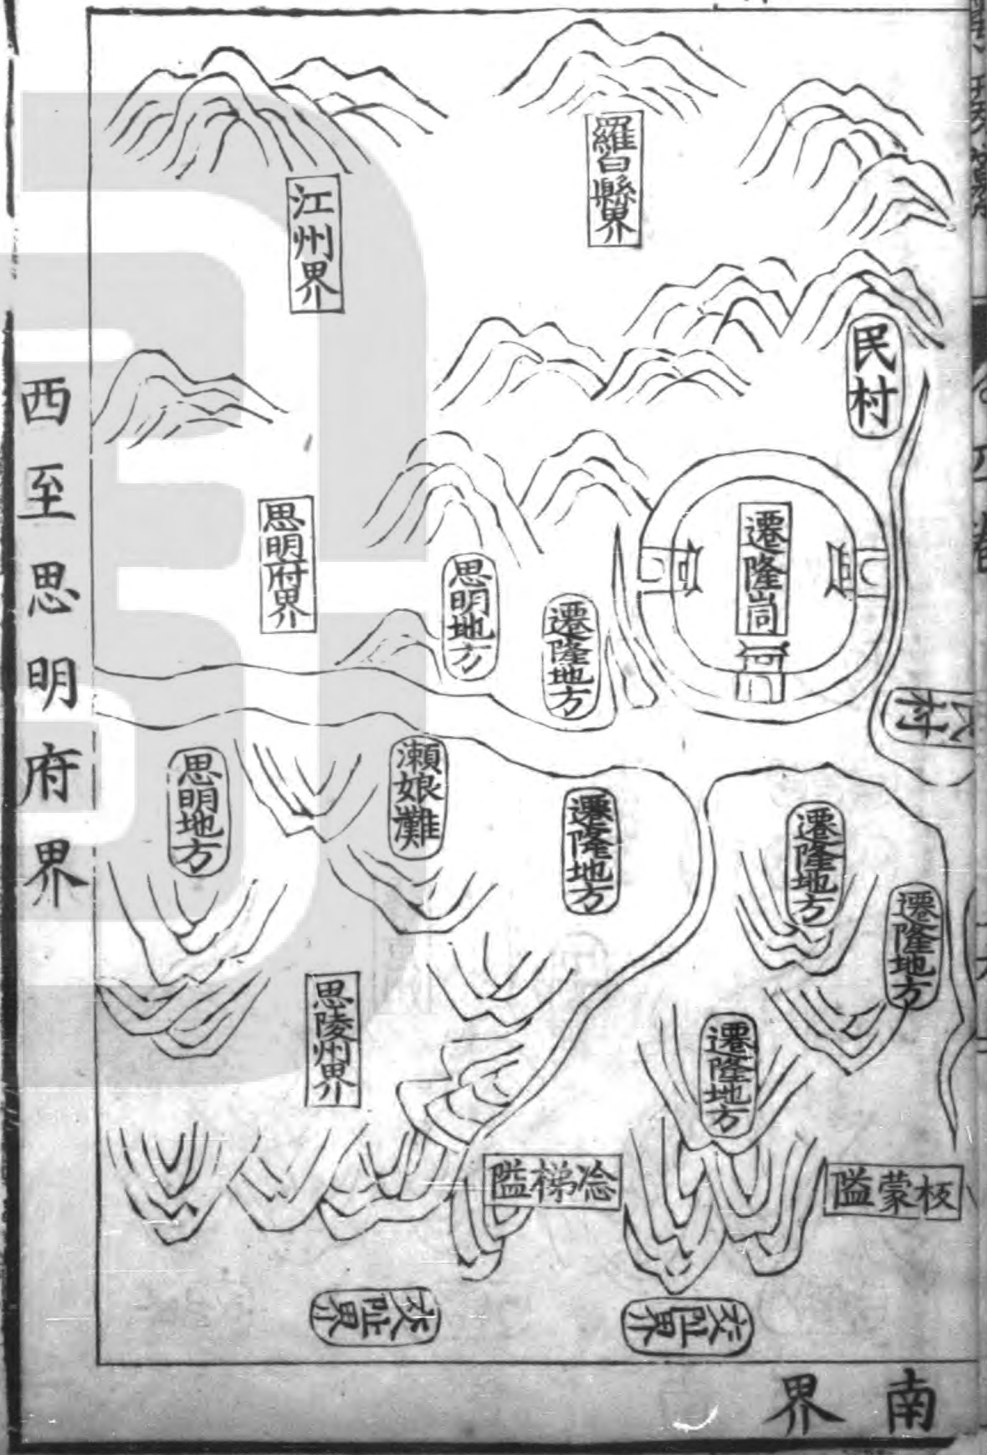 羅白縣界
江州界
民村
遷隆峝
思明府界
思明地方
遷隆地方
村
瀨娘灘
思明地方
遷隆地方
遷隆地方
遷隆地方
思陵州界
遷隆地方
板蒙隘
淰梯隘
交阯界
交阯界
西至思明府界
南界